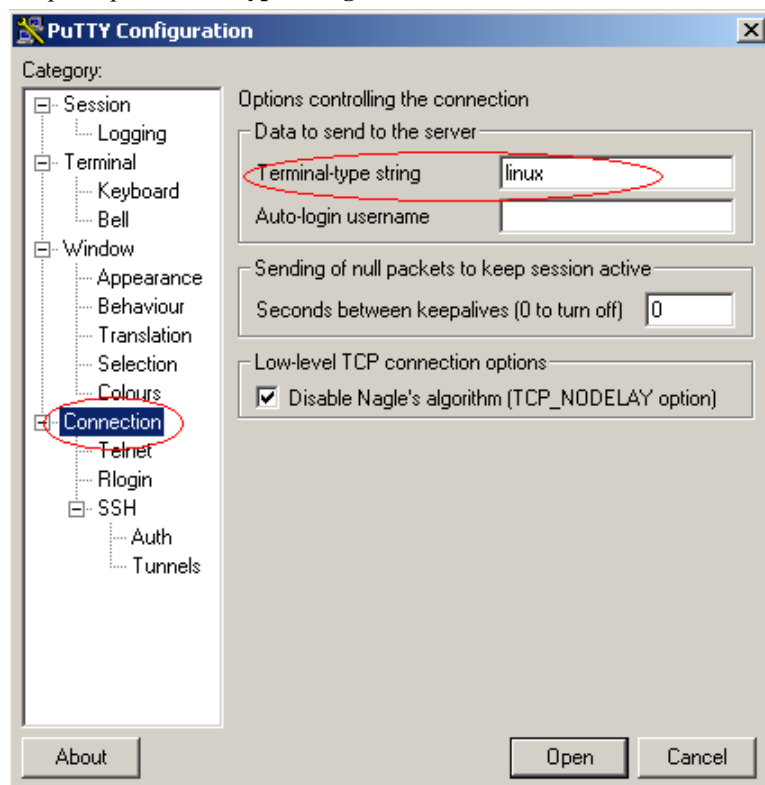 PuTTY Configuration
Category:
Session
Logging
Terminal
Keyboard
Bell
Window
Appearance
Behaviour
Translation
Selection
Colours
Connection
Telnet
Rlogin
SSH
Auth
Tunnels
Options controlling the connection
Data to send to the server
Terminal-type string linux
Auto-login username
Sending of null packets to keep session active
Seconds between keepalives (0 to turn off) 0
Low-level TCP connection options
Disable Nagle's algorithm (TCP_NODELAY option)
About Open Cancel